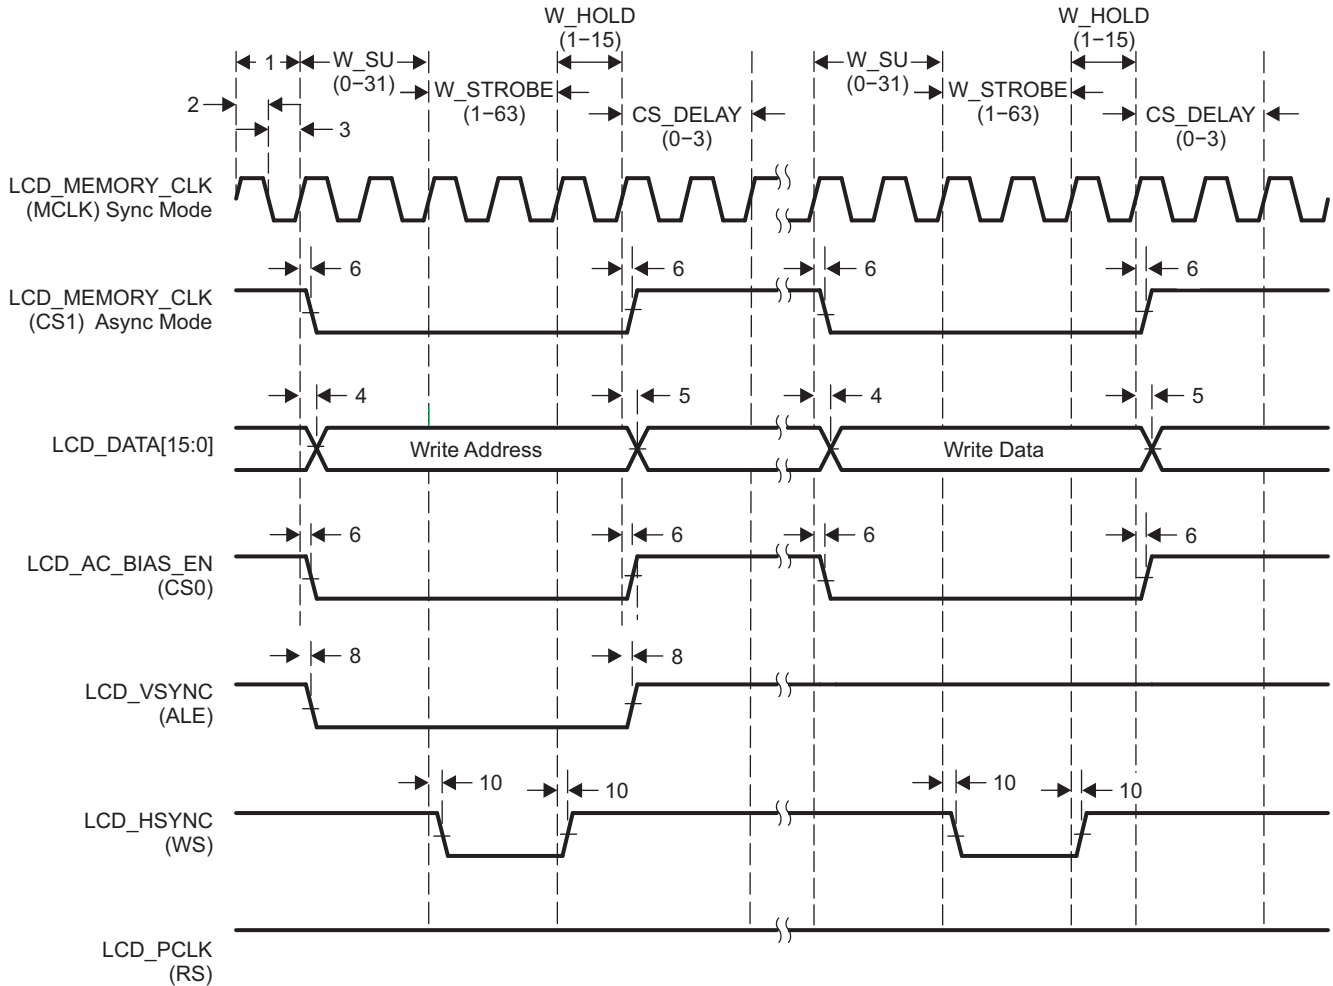 W_HOLD
(1−15)
W_HOLD
(1−15)
1
W_SU
(0−31)
W_SU
(0−31)
2
W_STROBE
(1−63)
W_STROBE
(1−63)
3
CS_DELAY
(0−3)
CS_DELAY
(0−3)
LCD_MEMORY_CLK
(MCLK) Sync Mode
6
6
6
6
LCD_MEMORY_CLK
(CS1) Async Mode
4
5
4
5
LCD_DATA[15:0]
Write Address
Write Data
6
6
6
6
LCD_AC_BIAS_EN
(CS0)
8
8
LCD_VSYNC
(ALE)
10
10
10
10
LCD_HSYNC
(WS)
LCD_PCLK
(RS)